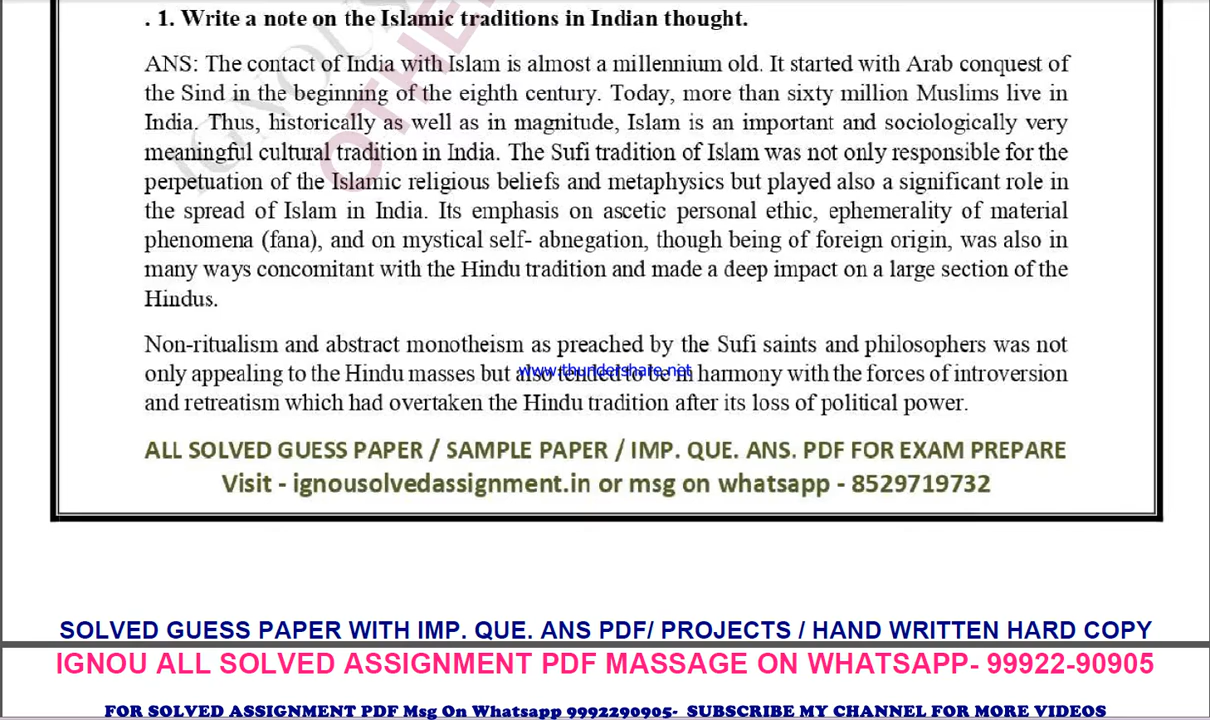 . 1. Write a note on the Islamic traditions in Indian thought.
ANS: The contact of India with Islam is almost a millennium old. It started with Arab conquest of
the Sind in the beginning of the eighth century. Today, more than sixty million Muslims live in
India. Thus, historically as well as in magnitude, Islam is an important and sociologically very
meaningful cultural tradition in India. The Sufi tradition of Islam was not only responsible for the
perpetuation of the Islamic religious beliefs and metaphysics but played also a significant role in
the spread of Islam in India. Its emphasis on ascetic personal ethic, ephemerality of material
phenomena (fana), and on mystical self- abnegation, though being of foreign origin, was also in
many ways concomitant with the Hindu tradition and made a deep impact on a large section of the
Hindus.
Non-ritualism and abstract monotheism as preached by the Sufi saints and philosophers was not
only appealing to the Hindu masses but also tended to be in harmony with the forces of introversion
www.thundershare.net
and retreatism which had overtaken the Hindu tradition after its loss of political power.
ALL SOLVED GUESS PAPER / SAMPLE PAPER / IMP. QUE. ANS. PDF FOR EXAM PREPARE
Visit - ignousolvedassignment.in or msg on whatsapp - 8529719732
SOLVED GUESS PAPER WITH IMP. QUE. ANS PDF/ PROJECTS / HAND WRITTEN HARD COPY
IGNOU ALL SOLVED ASSIGNMENT PDF MASSAGE ON WHATSAPP- 99922-90905
FOR SOLVED ASSIGNMENT PDF Msg On Whatsapp 9992290905- SUBSCRIBE MY CHANNEL FOR MORE VIDEOS